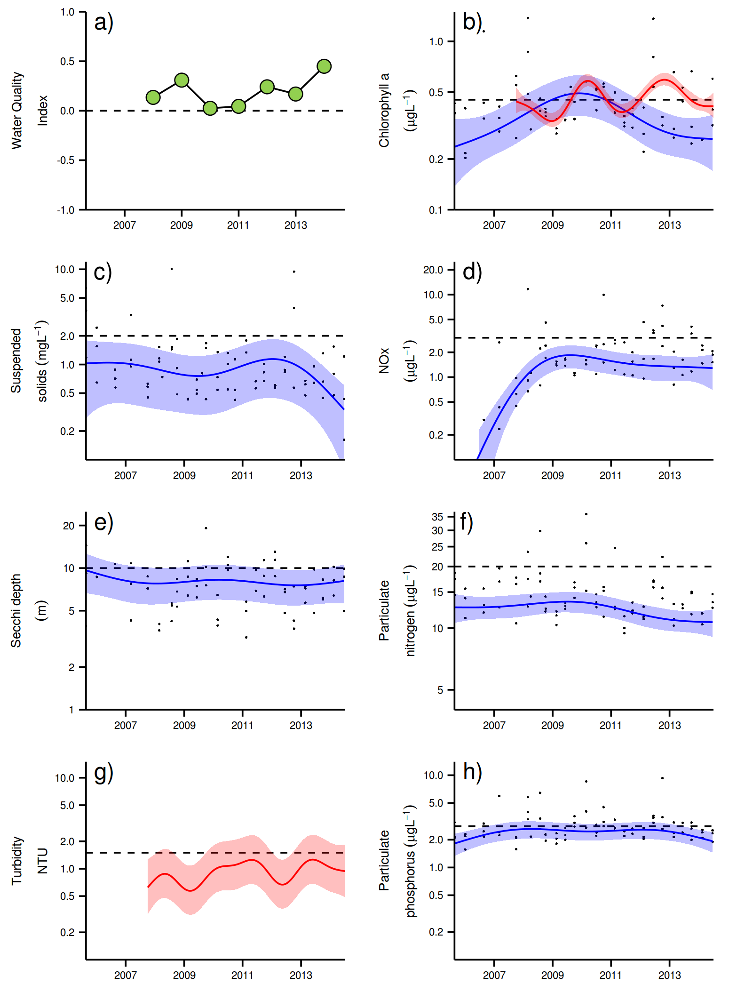 a)
Water Quality
Index
1.0
0.5
0.0
-0.5
-1.0
2007 2009 2011 2013
b)
Chlorophyll a
(μgL−1)
1.0
0.5
0.2
0.1
2007 2009 2011 2013
c)
Suspended
solids (mgL−1)
10.0
5.0
2.0
1.0
0.5
0.2
2007 2009 2011 2013
d)
NOx
(μgL−1)
20.0
10.0
5.0
2.0
1.0
0.5
0.2
2007 2009 2011 2013
e)
Secchi depth
(m)
20
10
5
2
1
2007 2009 2011 2013
f)
Particulate
nitrogen (μgL−1)
35
30
25
20
15
10
5
2007 2009 2011 2013
g)
Turbidity
NTU
10.0
5.0
2.0
1.0
0.5
0.2
2007 2009 2011 2013
h)
Particulate
phosphorus (μgL−1)
10.0
5.0
2.0
1.0
0.5
0.2
2007 2009 2011 2013